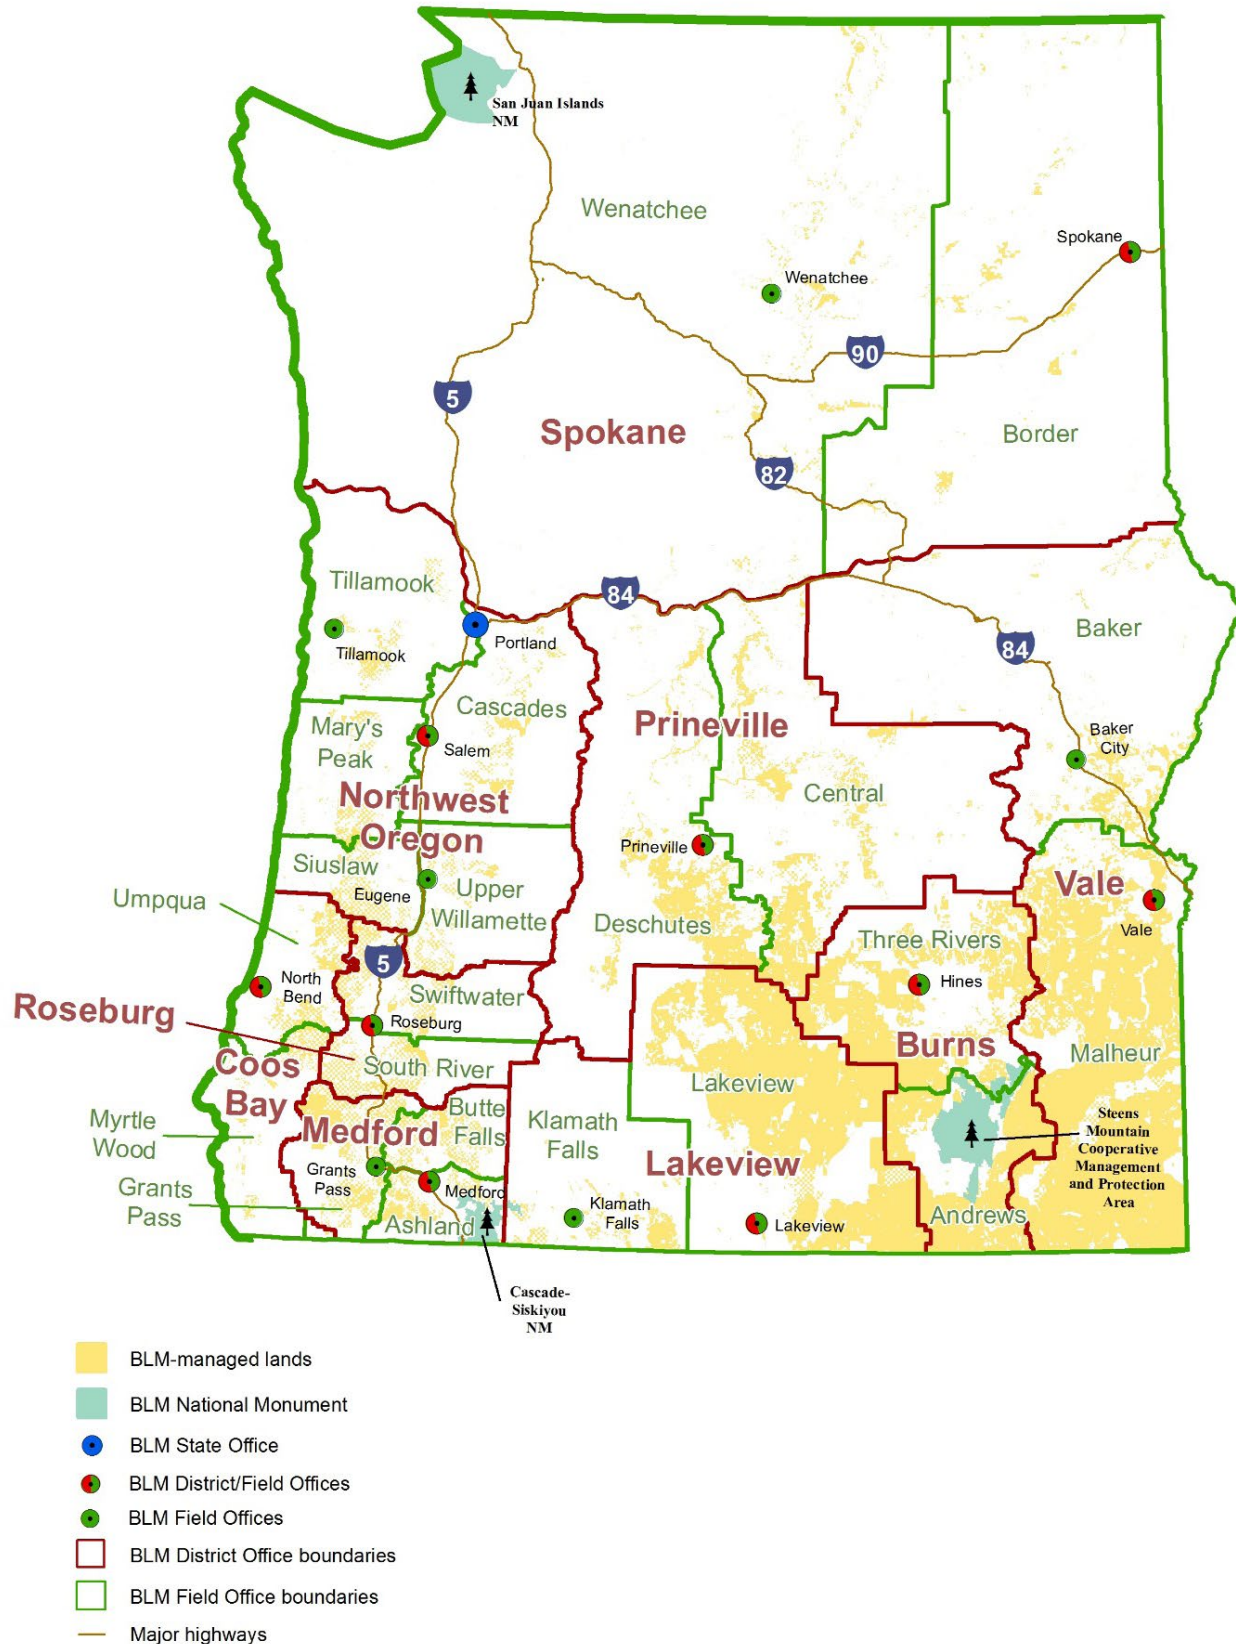 San Juan Islands
NM
Wenatchee
Spokane
Wenatchee
90
5
Spokane
Border
82
Tillamook
84
Baker
Tillamook
Portland
84
Cascades
Mary's
Peak
Salem
Prineville
Baker
City
Northwest
Oregon
Central
Siuslaw
Prineville
Eugene
Upper
Willamette
Umpqua
Vale
Vale
Deschutes
Three Rivers
5
North
Bend
Swiftwater
Hines
Roseburg
Roseburg
Burns
Coos
Bay
South River
Lakeview
Malheur
Myrtle
Wood
Medford
Butte
Falls
Klamath
Falls
Steens
Mountain
Cooperative
Management
and Protection
Area
Lakeview
Grants
Pass
Grants
Pass
Medford
Ashland
Klamath
Falls
Lakeview
Andrews
Cascade-
Siskiyou
NM
BLM-managed lands
BLM National Monument
BLM State Office
BLM District/Field Offices
BLM Field Offices
BLM District Office boundaries
BLM Field Office boundaries
Major highways